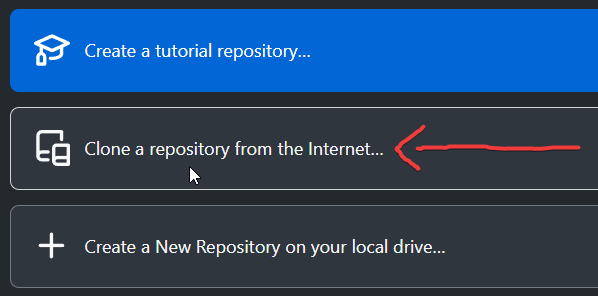 Create a tutorial repository...
Clone a repository from the Internet...
Create a New Repository on your local drive...